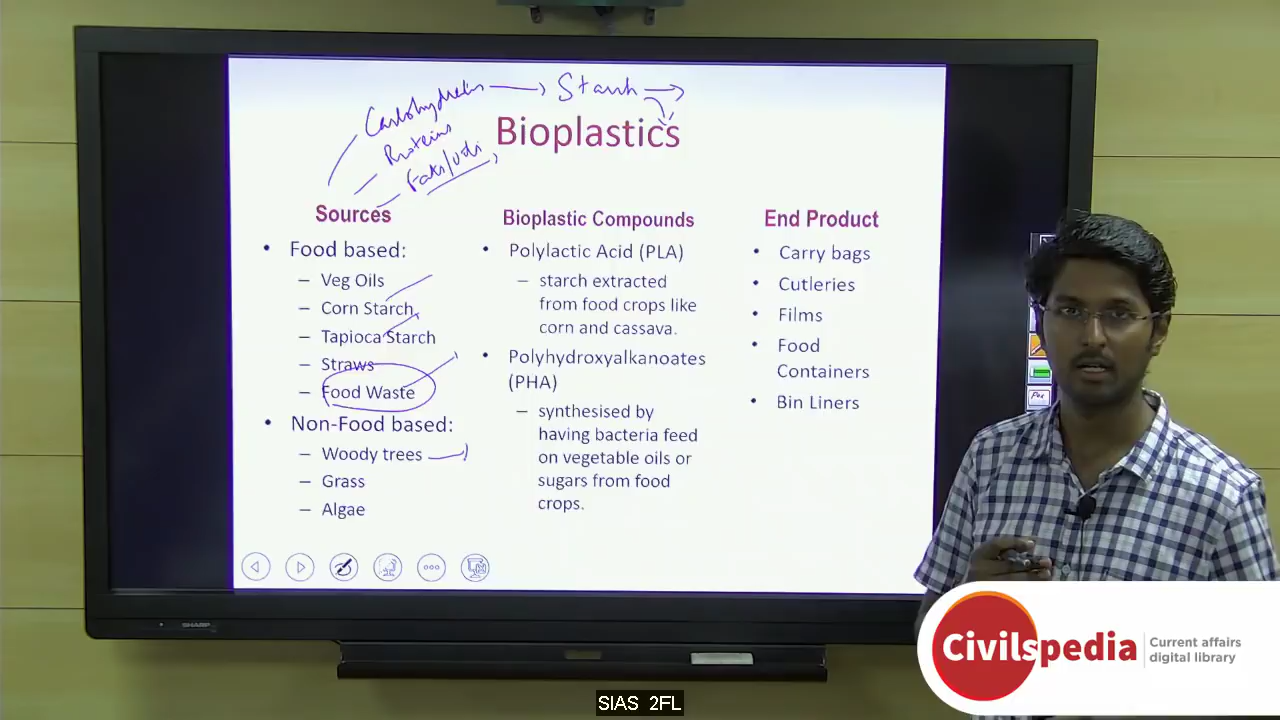 Carbohydrates → Starch →
Proteins
Fats/
Bioplastics
Sources
• Food based:
– Veg Oils
– Corn Starch
– Tapioca Starch
– Straws
– Food Waste
• Non-Food based:
– Woody trees
– Grass
– Algae
Bioplastic Compounds
• Polylactic Acid (PLA)
– starch extracted
from food crops like
corn and cassava.
• Polyhydroxyalkanoates
(PHA)
– synthesised by
having bacteria feed
on vegetable oils or
sugars from food
crops.
End Product
• Carry bags
• Cutleries
• Films
• Food
Containers
• Bin Liners
SHARP
Civilspedia
Current affairs
digital library
SIAS 2FL